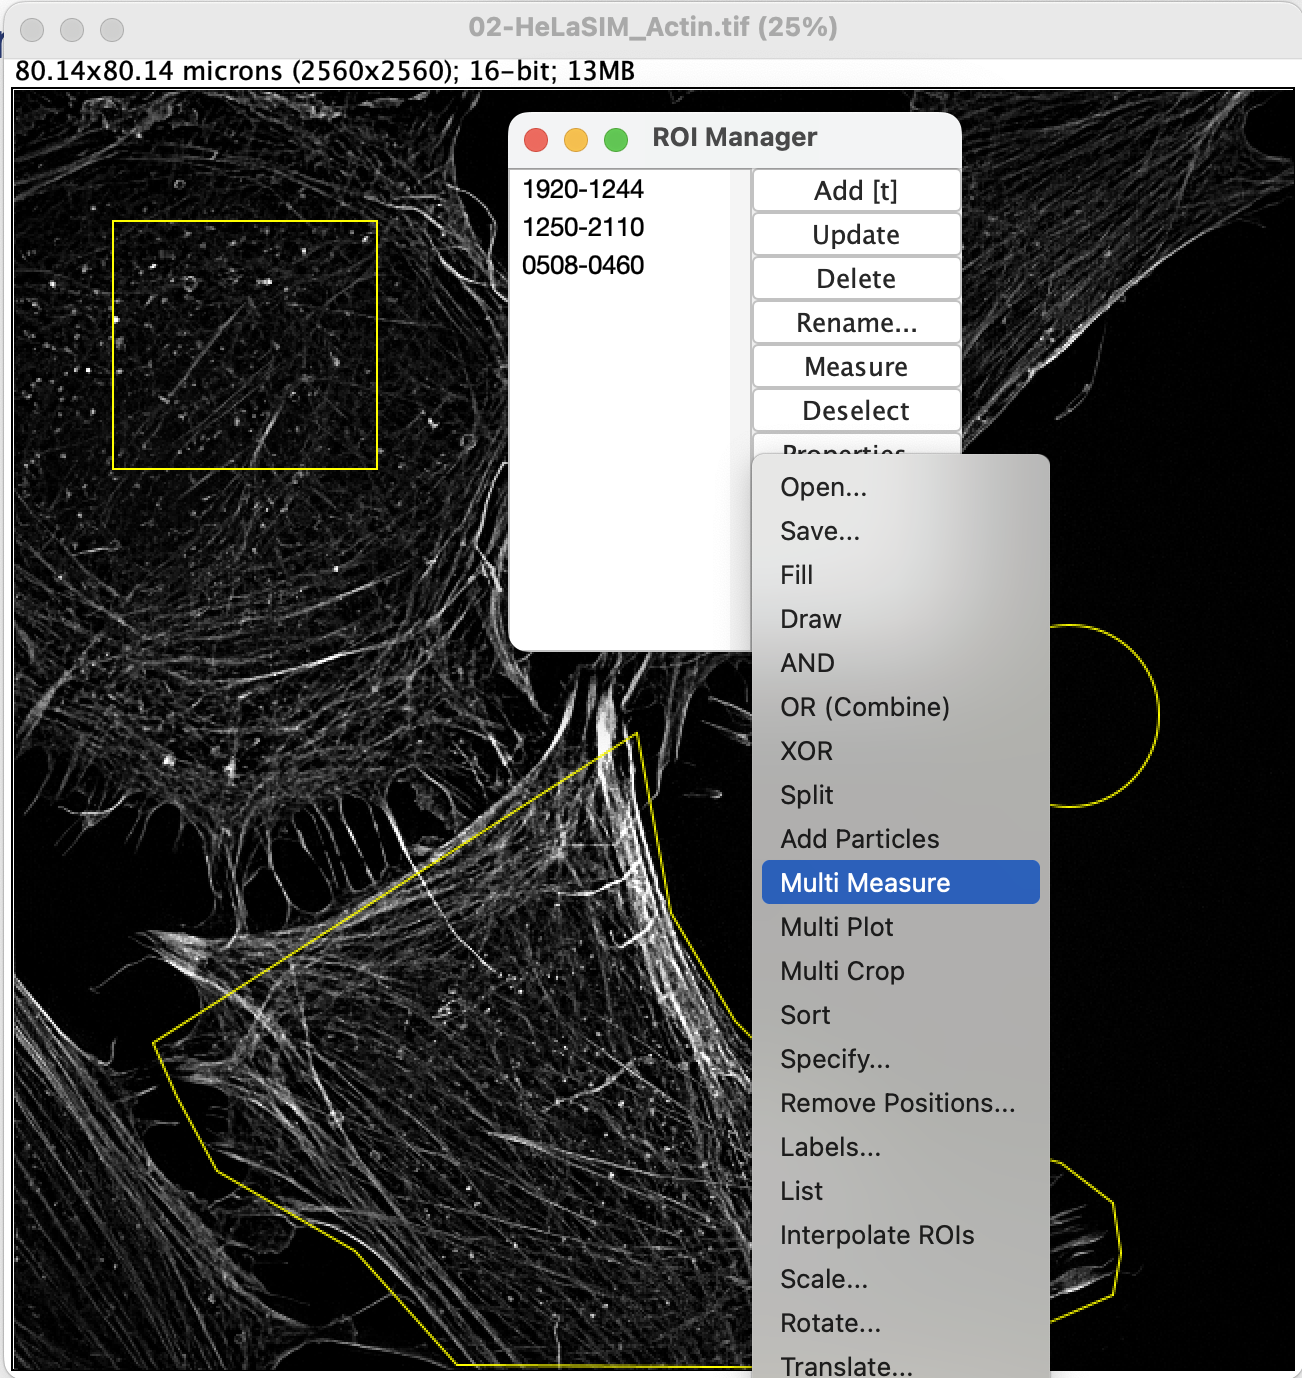 02-HeLaSIM_Actin.tif (25%)
80.14x80.14 microns (2560x2560); 16-bit; 13MB
ROI Manager
1920-1244
1250-2110
0508-0460
Add [t]
Update
Delete
Rename...
Measure
Deselect
Properties...
Open...
Save...
Fill
Draw
AND
OR (Combine)
XOR
Split
Add Particles
Multi Measure
Multi Plot
Multi Crop
Sort
Specify...
Remove Positions...
Labels...
List
Interpolate ROIs
Scale...
Rotate...
Translate...